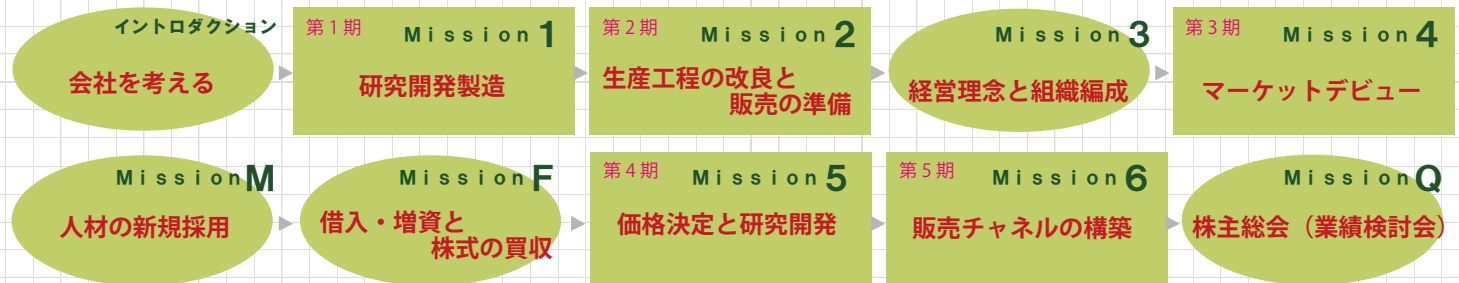 イントロダクション
会社を考える
第1期 Mission 1
研究開発製造
第2期 Mission 2
生産工程の改良と
販売の準備
Mission 3
経営理念と組織編成
第3期 Mission 4
マーケットデビュー
Mission M
人材の新規採用
Mission F
借入・増資と
株式の買収
第4期 Mission 5
価格決定と研究開発
第5期 Mission 6
販売チャネルの構築
Mission Q
株主総会（業績検討会）